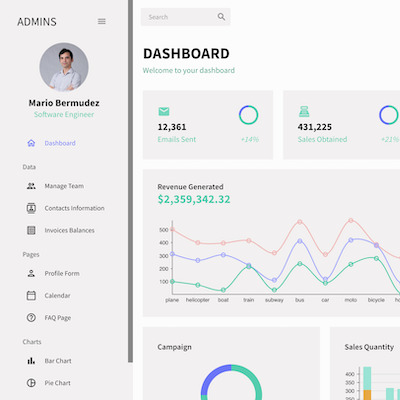 ADMINS
Mario Bermudez
Software Engineer
Dashboard
Data
Manage Team
Contacts Information
Invoices Balances
Pages
Profile Form
Calendar
FAQ Page
Charts
Bar Chart
Pie Chart
Search
DASHBOARD
Welcome to your dashboard
12,361
Emails Sent
+14%
431,225
Sales Obtained
+21%
Revenue Generated
$2,359,342.32
500
400
300
200
100
plane helicopter boat train subway bus car moto bicycle
Campaign
Sales Quantity
400
350
300
250